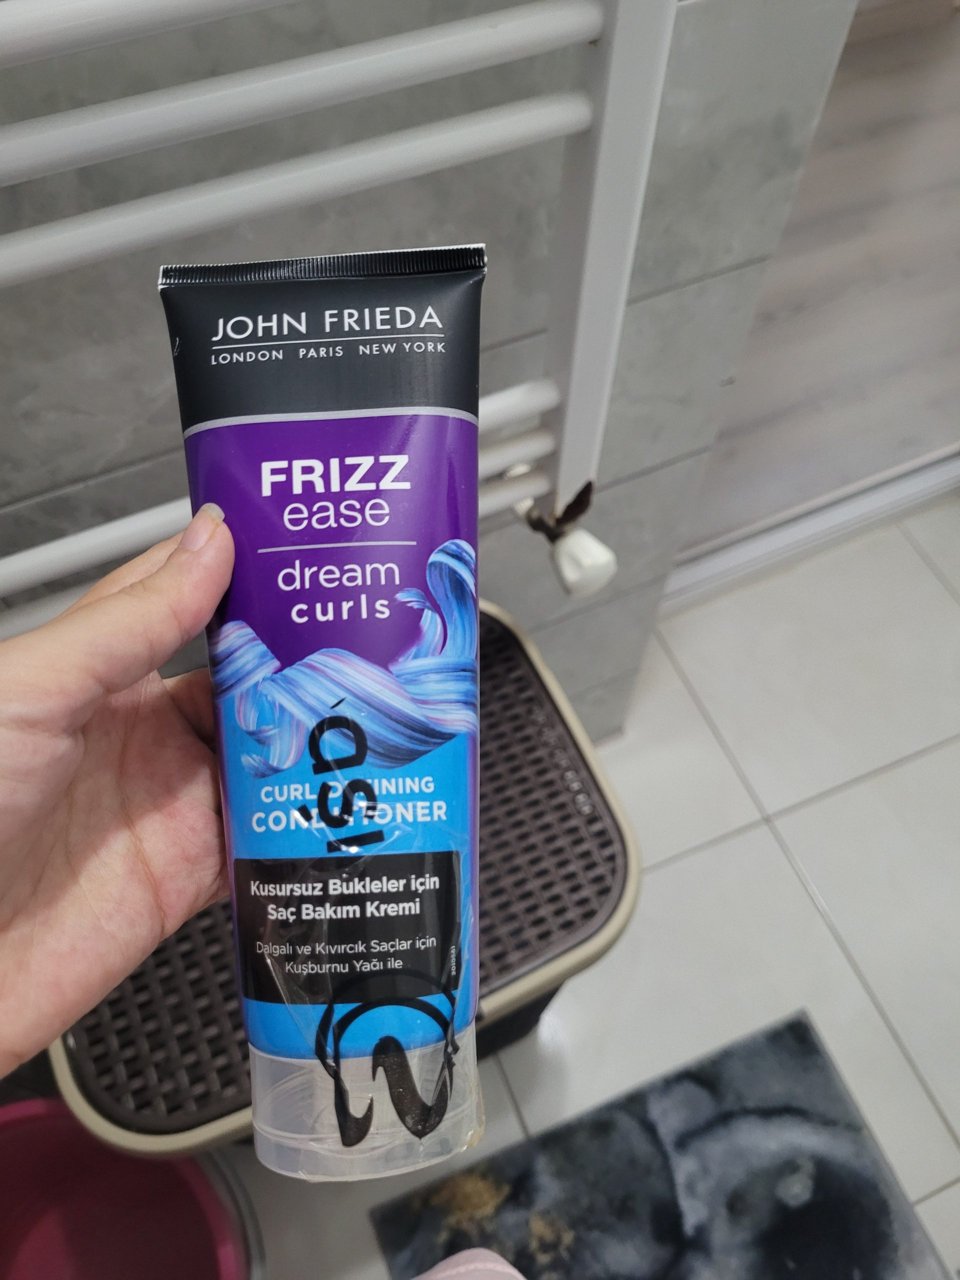 JOHN FRIEDA
LONDON PARIS NEW YORK
FRIZZ
ease
dream
curls
CURL DEFINING
CONDITIONER
Kusursuz Bukleler için
Saç Bakım Kremi
Dalgalı ve Kıvırcık Saçlar için
Kuşburnu Yağı ile